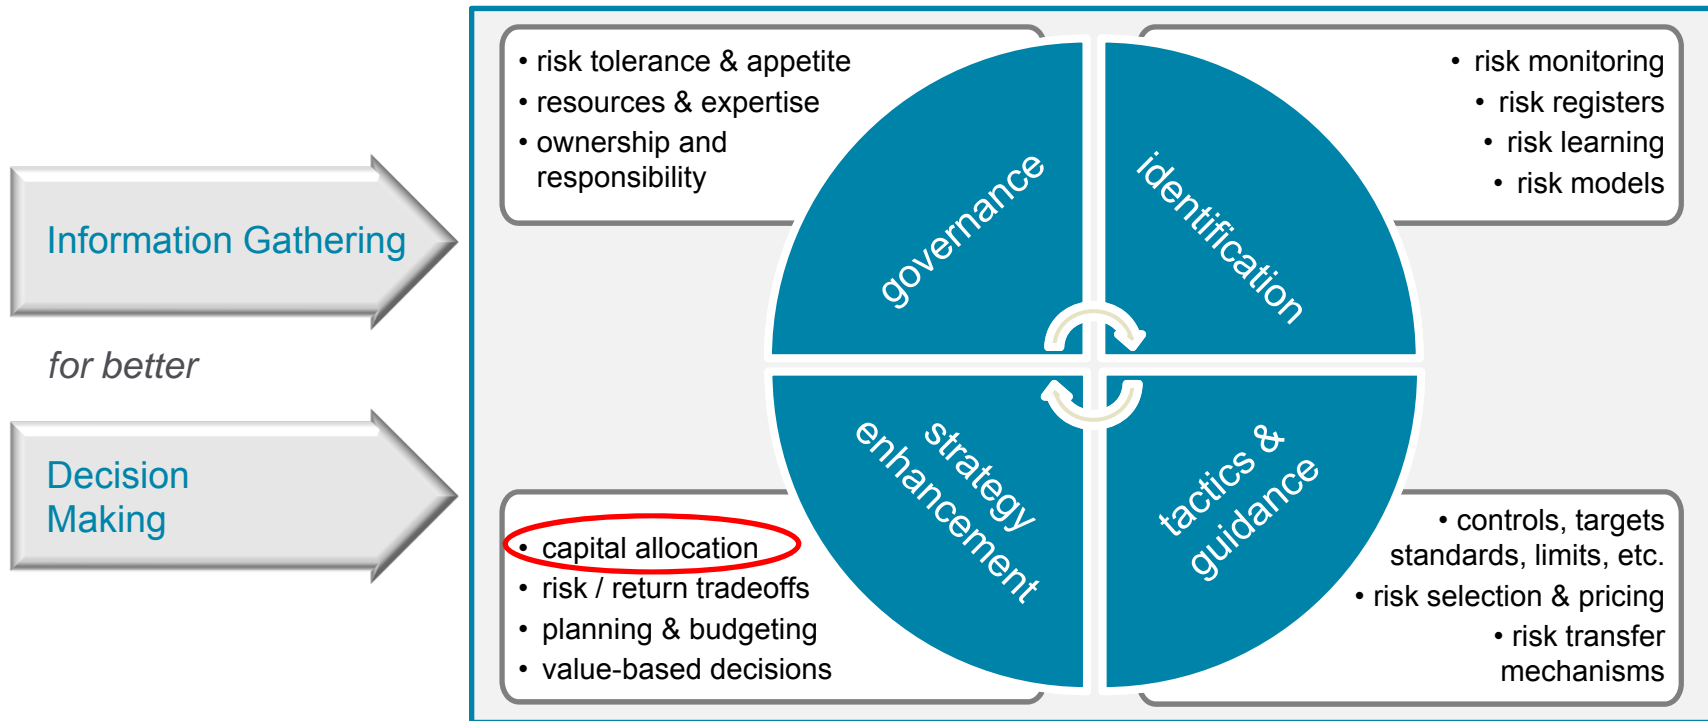 Information Gathering
for better
Decision
Making
• risk tolerance & appetite
• resources & expertise
• ownership and
responsibility
• risk monitoring
• risk registers
• risk learning
• risk models
governance
identification
strategy
enhancement
tactics &
guidance
• capital allocation
• risk / return tradeoffs
• planning & budgeting
• value-based decisions
• controls, targets
standards, limits, etc.
• risk selection & pricing
• risk transfer
mechanisms